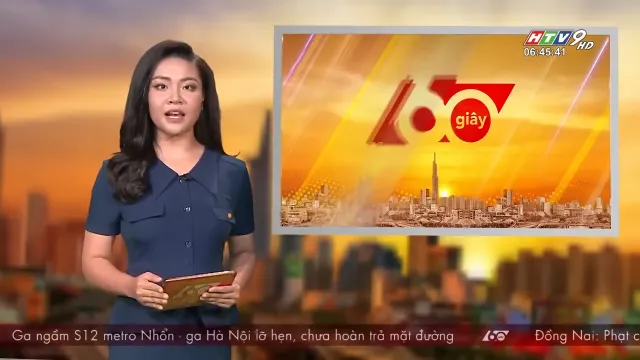 HTV9 HD
06:45:41
60 giây
Ga ngầm S12 metro Nhổn - ga Hà Nội lỡ hẹn, chưa hoàn trả mặt đường 60 Đồng Nai: Phạt